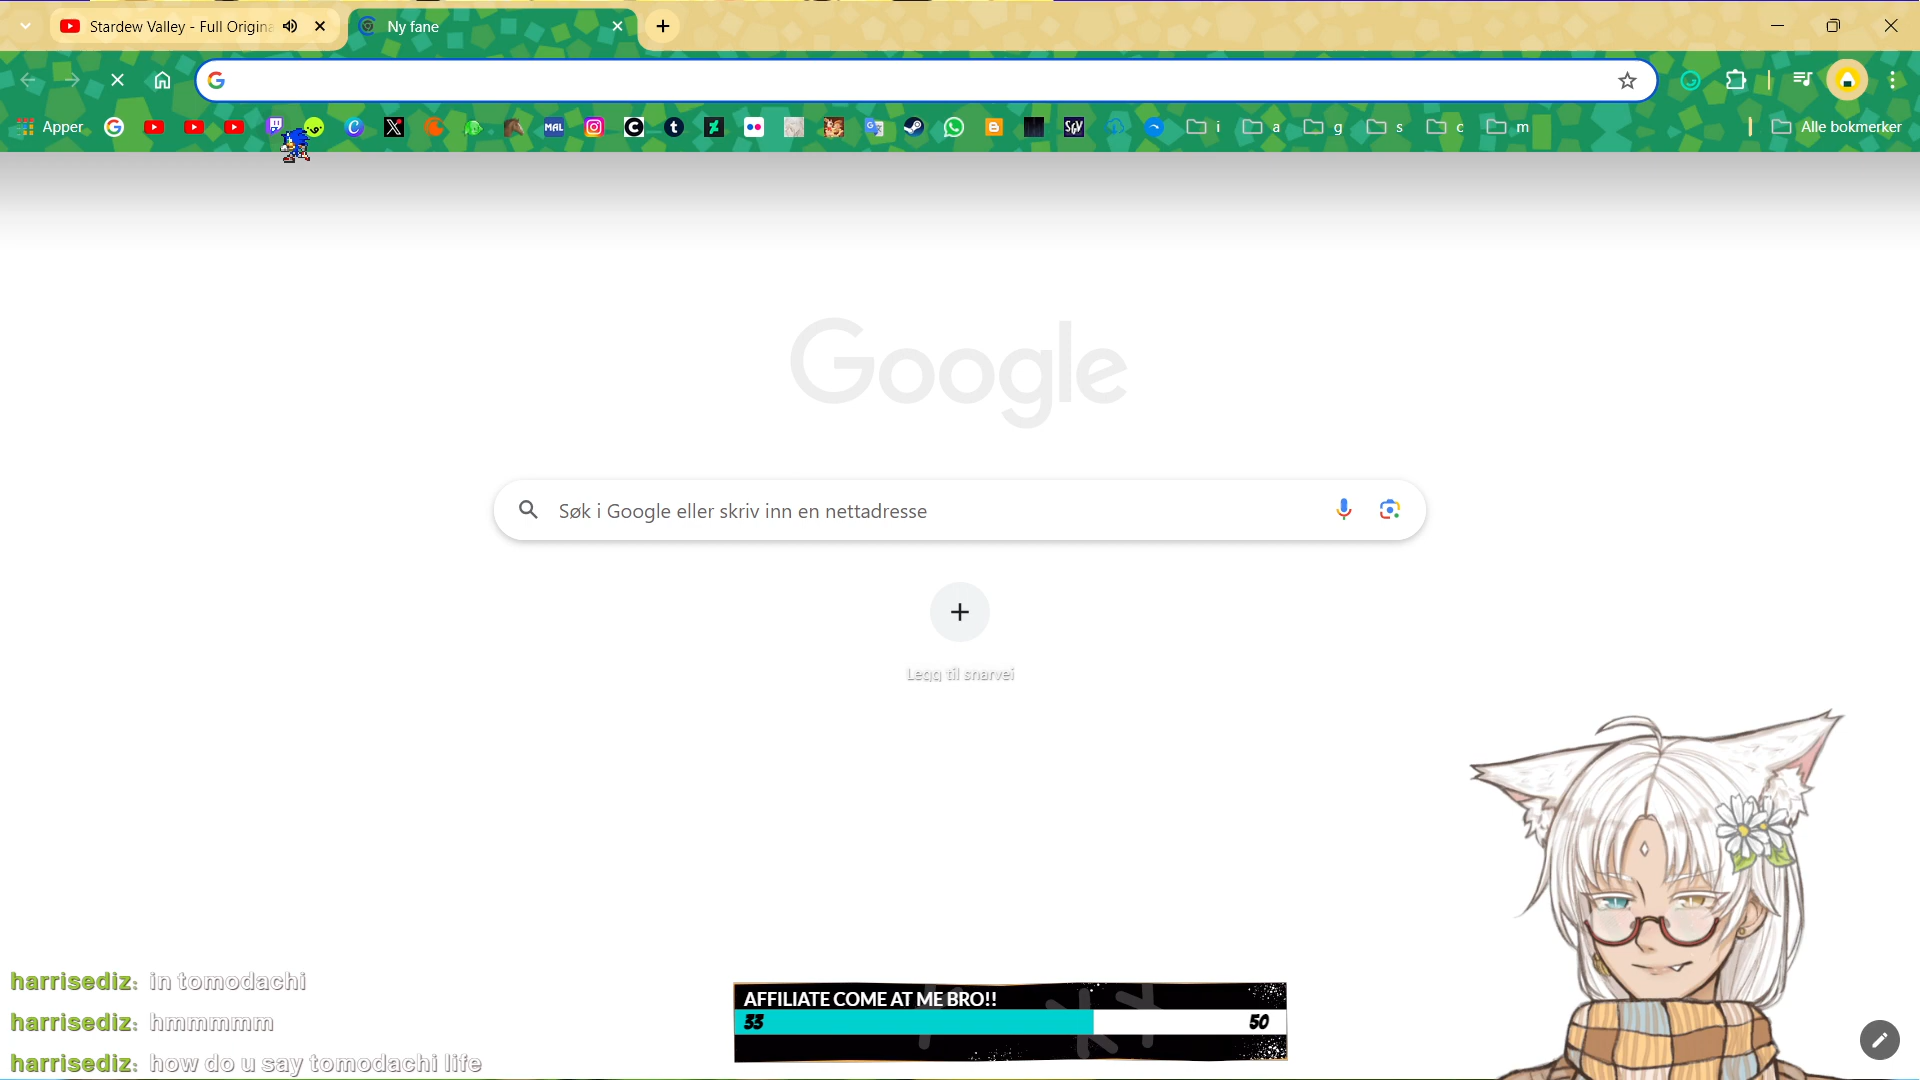 Stardew Valley - Full Origina
Ny fane
Apper
MAL
SGV
i
a
g
s
c
m
Alle bokmerker
Google
Søk i Google eller skriv inn en nettadresse
Legg til snarvei
harrisediz: in tomodachi
harrisediz: hmmmmm
harrisediz: how do u say tomodachi life
AFFILIATE COME AT ME BRO!!
33
50